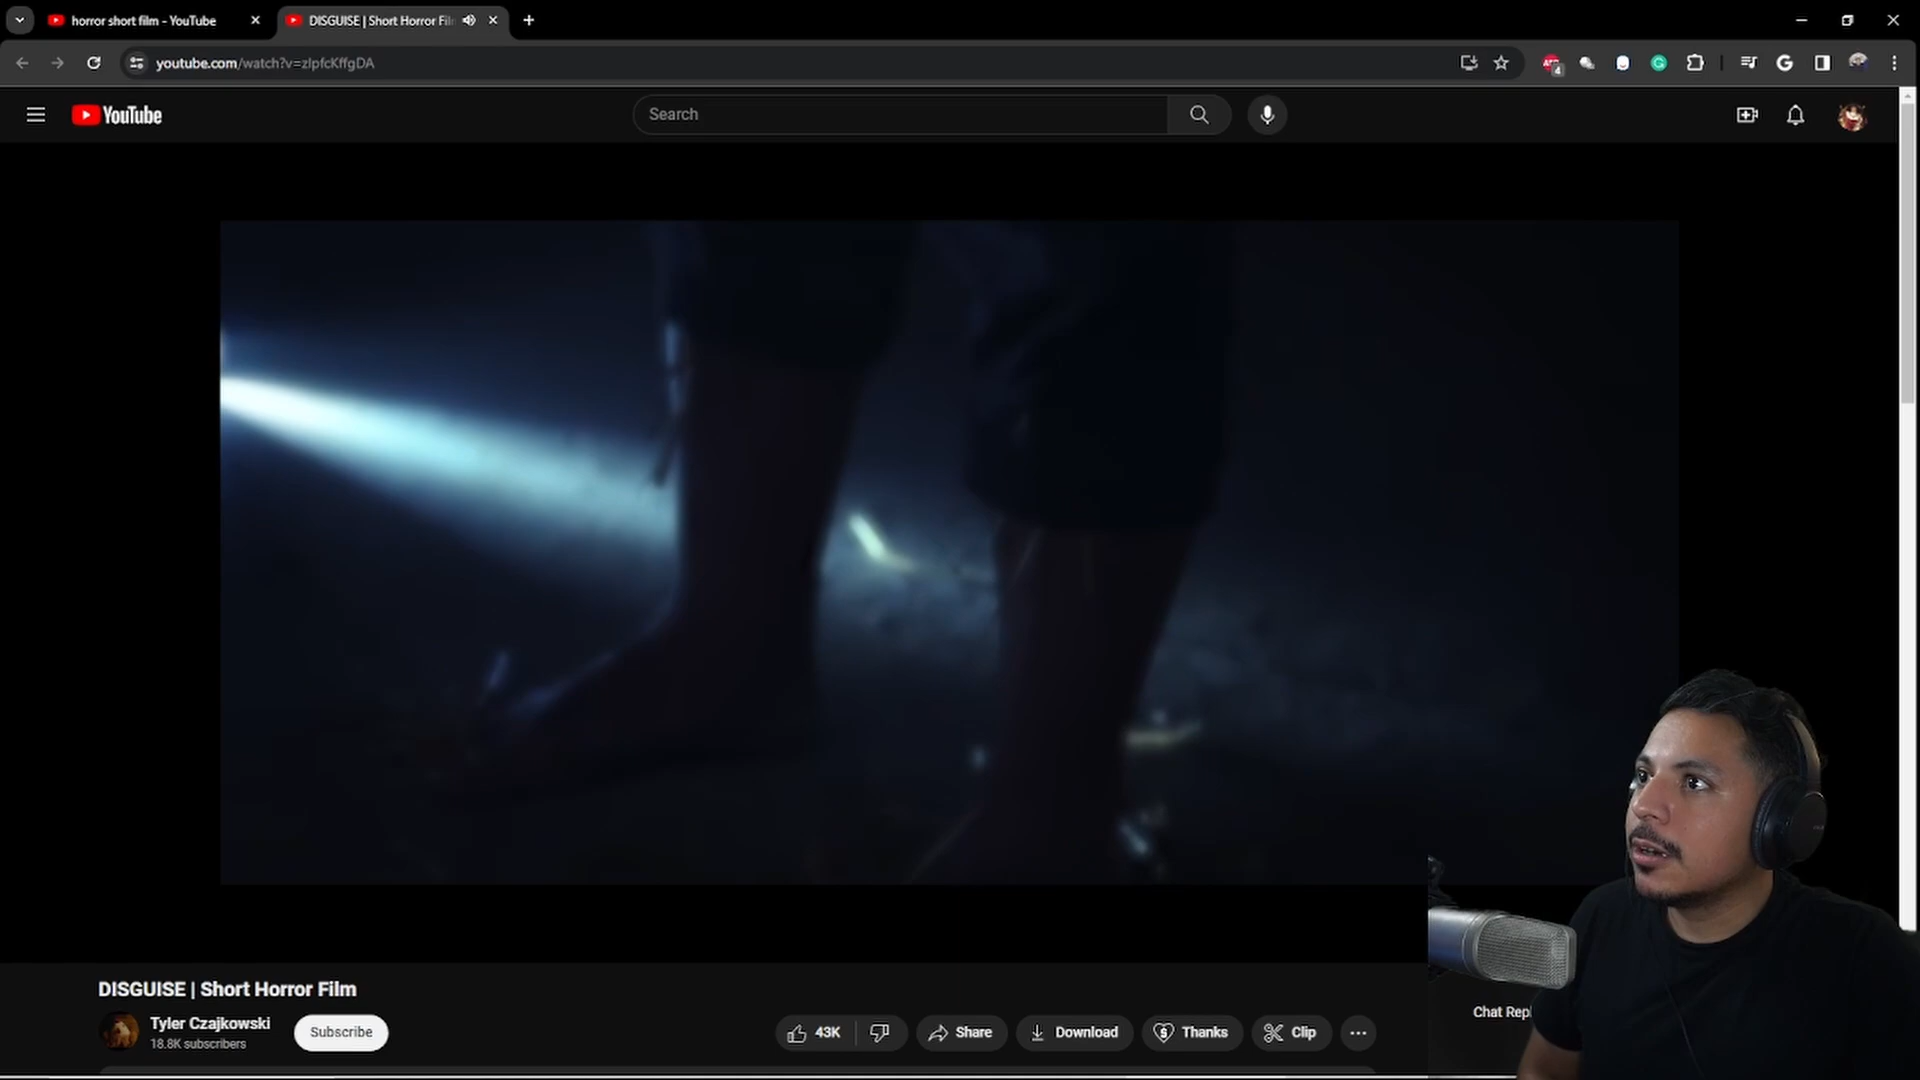 horror short film - YouTube
DISGUISE | Short Horror Fil
youtube.com/watch?v=zlpfcKffgDA
4
YouTube
Search
DISGUISE | Short Horror Film
Tyler Czajkowski
18.8K subscribers
Subscribe
43K
Share
Download
Thanks
Clip
Chat Repl